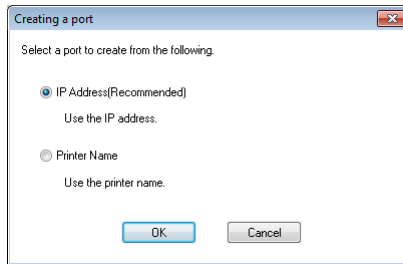 Creating a port
Select a port to create from the following.
IP Address(Recommended)
Use the IP address.
Printer Name
Use the printer name.
OK Cancel